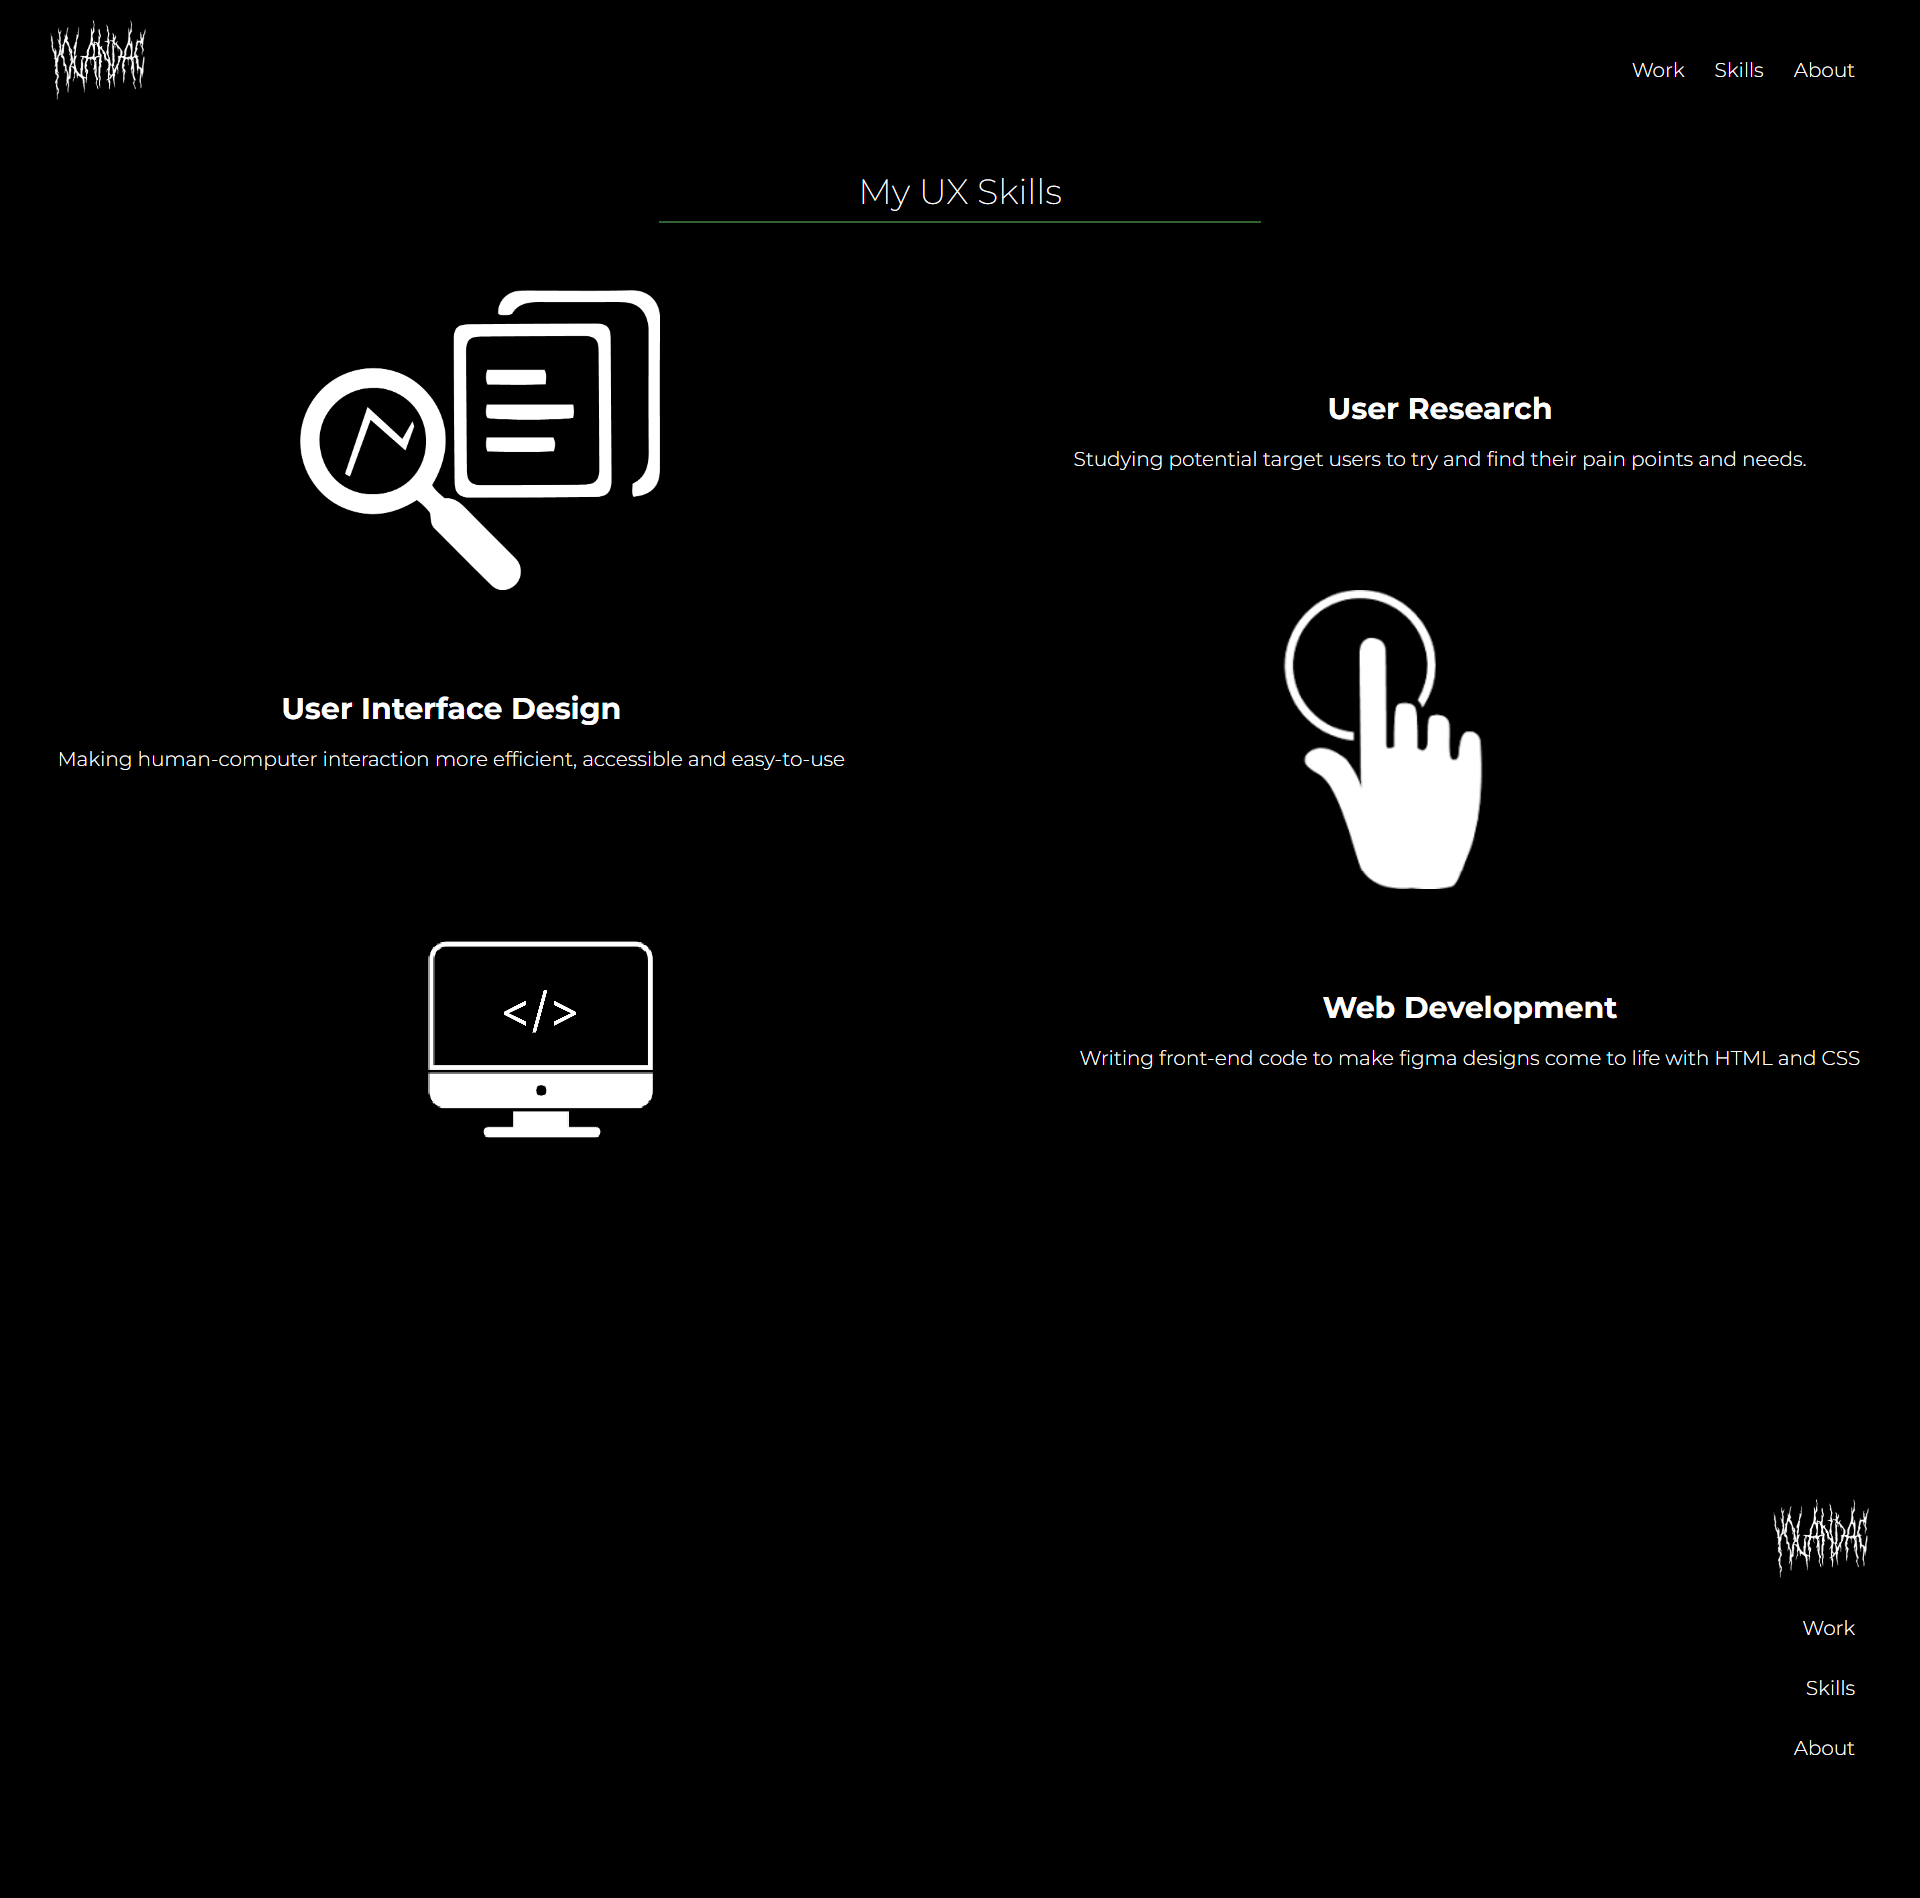 YOLANDAC
Work Skills About
My UX Skills
User Research
Studying potential target users to try and find their pain points and needs.
User Interface Design
Making human-computer interaction more efficient, accessible and easy-to-use
</>
Web Development
Writing front-end code to make figma designs come to life with HTML and CSS
YOLANDAC
Work
Skills
About